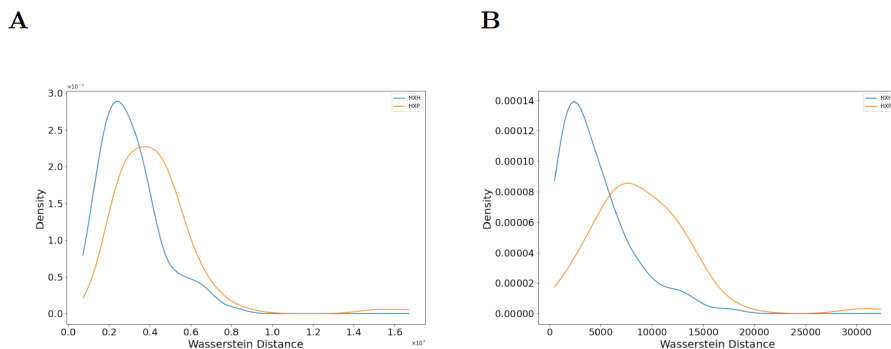 A
B
×10⁻⁷
3.0
2.5
2.0
1.5
1.0
0.5
0.0
Density
HXH
HXP
0.0 0.2 0.4 0.6 0.8 1.0 1.2 1.4 1.6
Wasserstein Distance
×10⁷
0.00014
0.00012
0.00010
0.00008
0.00006
0.00004
0.00002
0.00000
Density
HXH
HXP
0 5000 10000 15000 20000 25000 30000
Wasserstein Distance